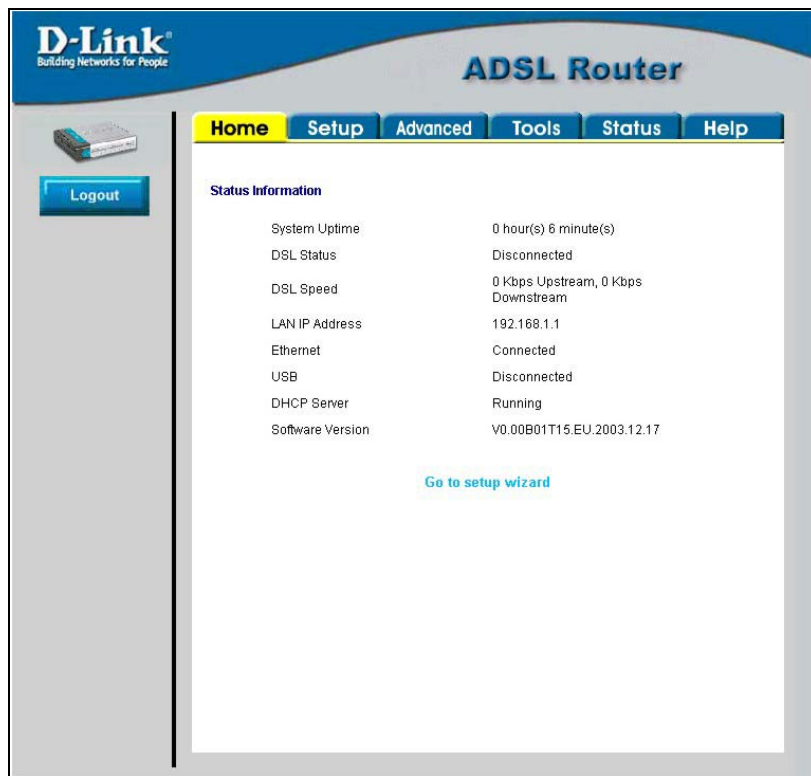 D-Link®
Building Networks for People
ADSL Router
Home Setup Advanced Tools Status Help
Logout
Status Information
System Uptime 0 hour(s) 6 minute(s)
DSL Status Disconnected
DSL Speed 0 Kbps Upstream, 0 Kbps
Downstream
LAN IP Address 192.168.1.1
Ethernet Connected
USB Disconnected
DHCP Server Running
Software Version V0.00B01T15.EU.2003.12.17
Go to setup wizard